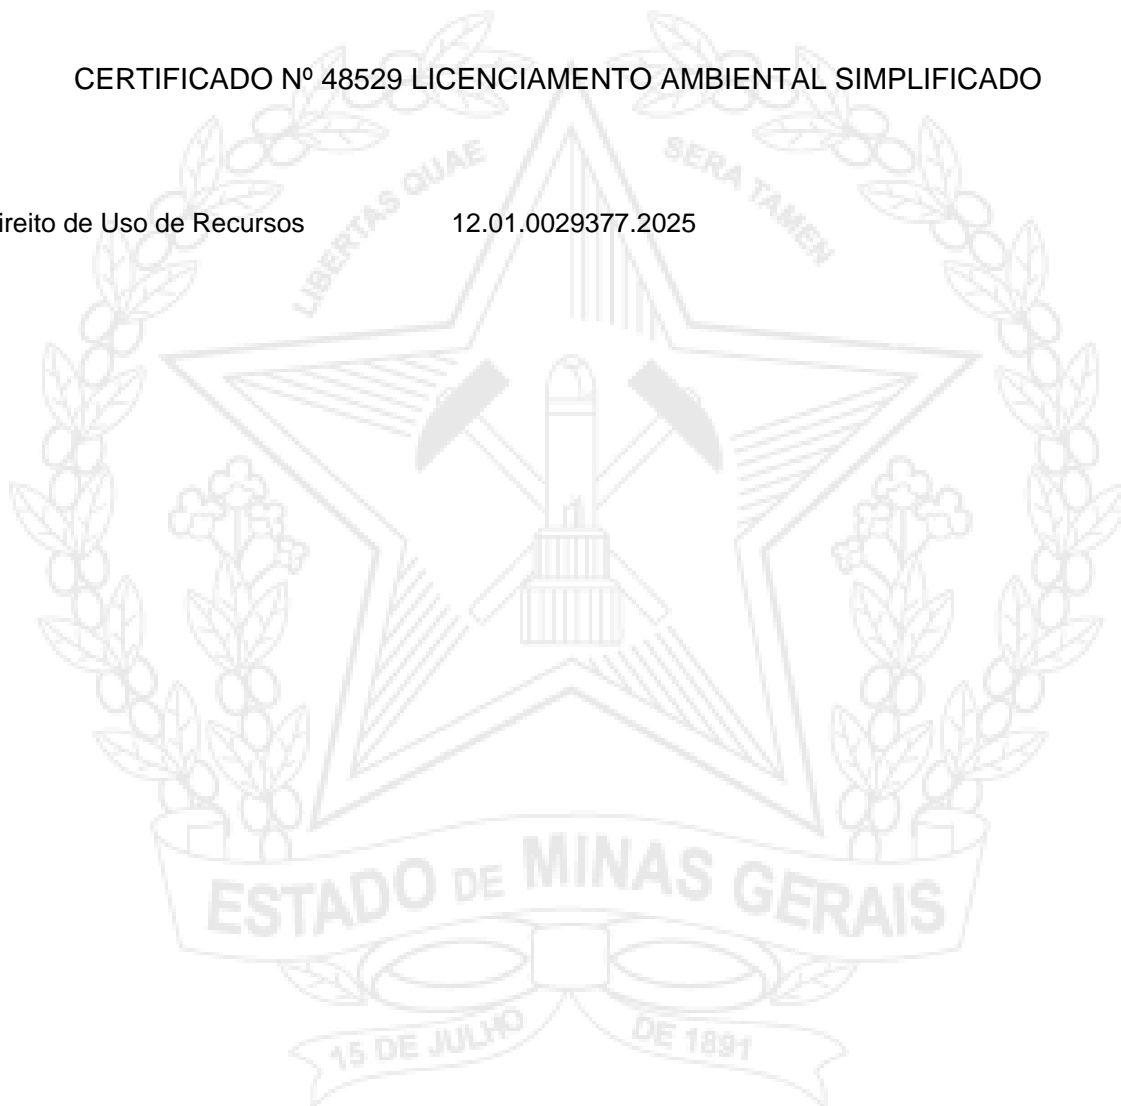 CERTIFICADO Nº 48529 LICENCIAMENTO AMBIENTAL SIMPLIFICADO
LIBERTAS QUAE SERA TAMEN
ireito de Uso de Recursos 12.01.0029377.2025
ESTADO DE MINAS GERAIS
15 DE JULHO DE 1891